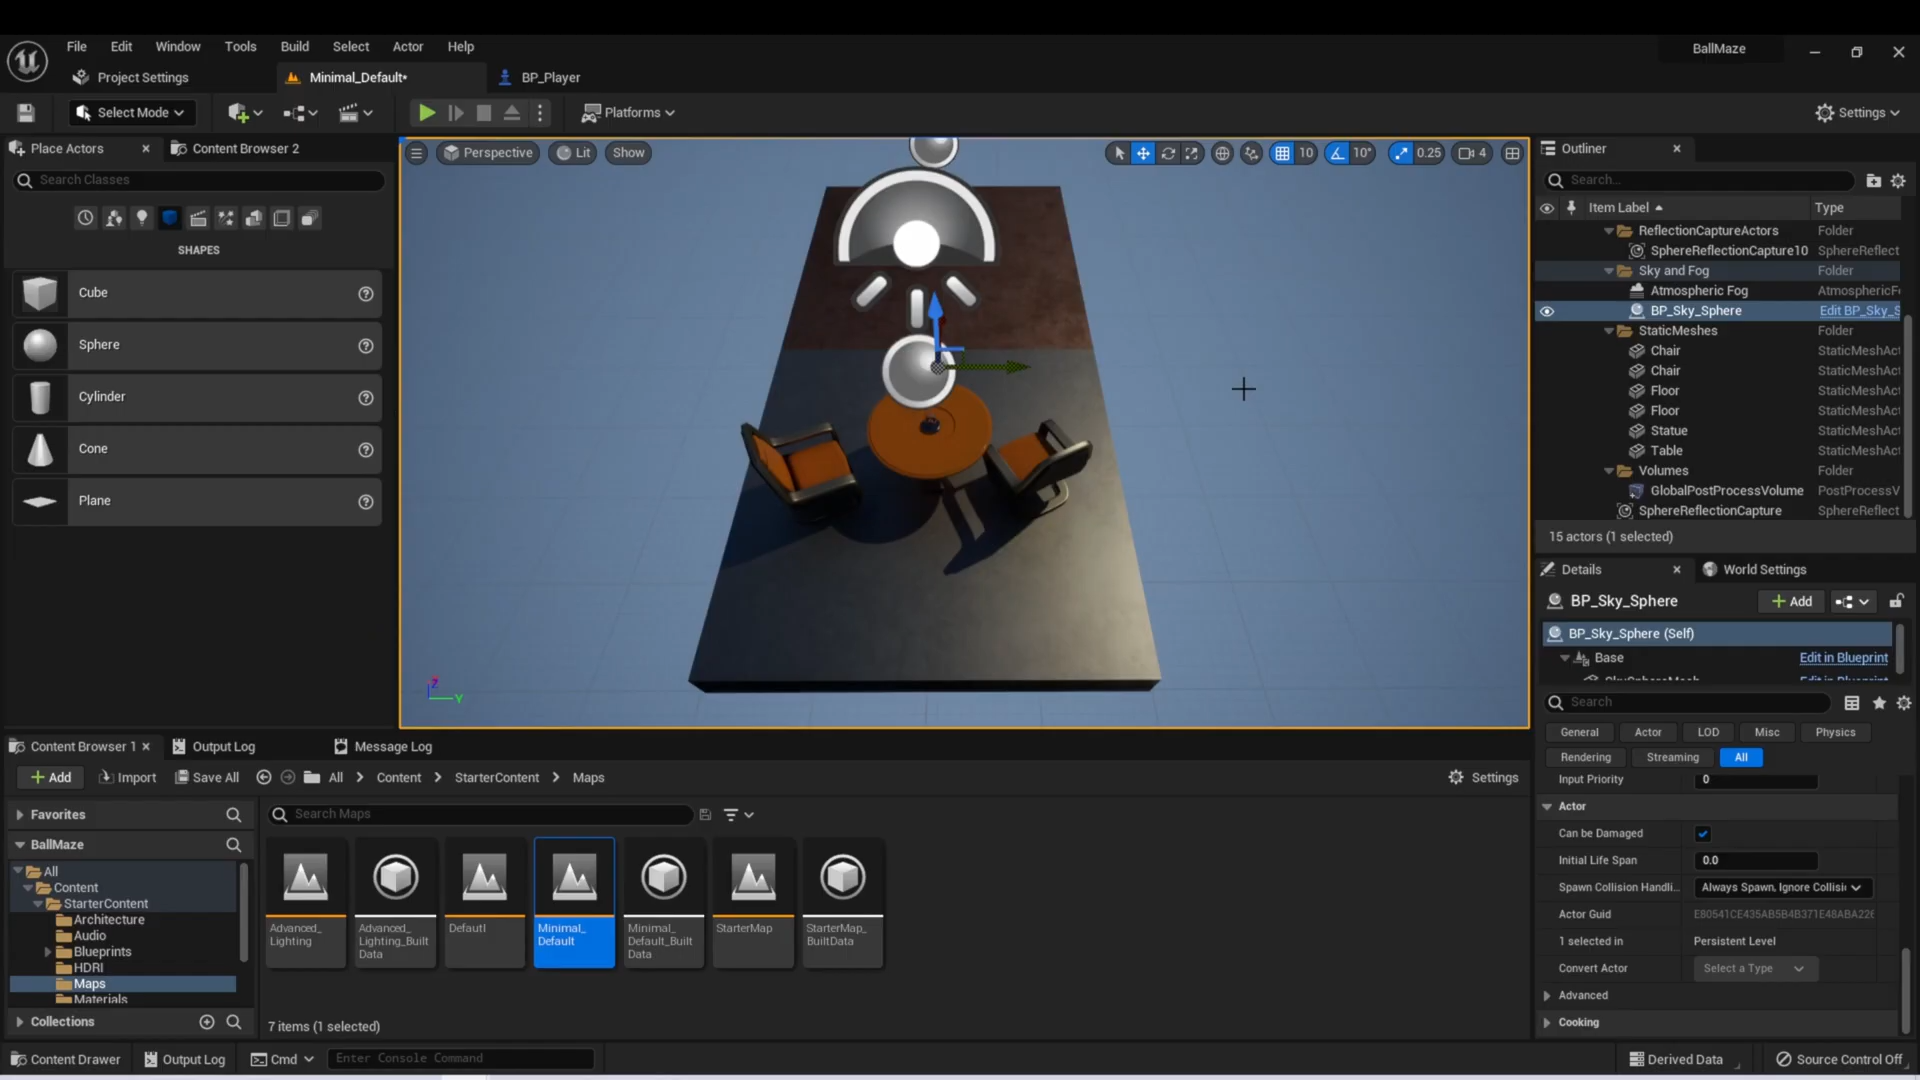 File Edit Window Tools Build Select Actor Help
BallMaze
Project Settings
Minimal_Default*
BP_Player
Select Mode
Platforms
Settings
Place Actors
Content Browser 2
Search Classes
SHAPES
Cube
Sphere
Cylinder
Cone
Plane
Perspective
Lit
Show
10
10°
0.25
4
Z
Y
Outliner
Search...
Item Label
Type
ReflectionCaptureActors Folder
SphereReflectionCapture10 SphereReflect
Sky and Fog Folder
Atmospheric Fog AtmosphericF
BP_Sky_Sphere Edit BP_Sky_S
StaticMeshes Folder
Chair StaticMeshAct
Chair StaticMeshAct
Floor StaticMeshAct
Floor StaticMeshAct
Statue StaticMeshAct
Table StaticMeshAct
Volumes Folder
GlobalPostProcessVolume PostProcessV
SphereReflectionCapture SphereReflect
15 actors (1 selected)
Details
World Settings
BP_Sky_Sphere
Add
BP_Sky_Sphere (Self)
Base Edit in Blueprint
Search
General Actor LOD Misc Physics
Rendering Streaming All
Input Priority 0
Actor
Can be Damaged
Initial Life Span 0.0
Spawn Collision Handli.. Always Spawn, Ignore Collisi
Actor Guid E80541CE435AB5B4B371E48ABA226
1 selected in Persistent Level
Convert Actor Select a Type
Advanced
Cooking
Content Browser 1
Output Log
Message Log
Add
Import
Save All
All
Content
StarterContent
Maps
Settings
Favorites
BallMaze
All
Content
StarterContent
Architecture
Audio
Blueprints
HDRI
Maps
Materials
Collections
Search Maps
Advanced_
Lighting
Advanced_
Lighting_Built
Data
Defautl
Minimal_
Default
Minimal_
Default_Built
Data
StarterMap
StarterMap_
BuiltData
7 items (1 selected)
Content Drawer
Output Log
Cmd
Enter Console Command
Derived Data
Source Control Off